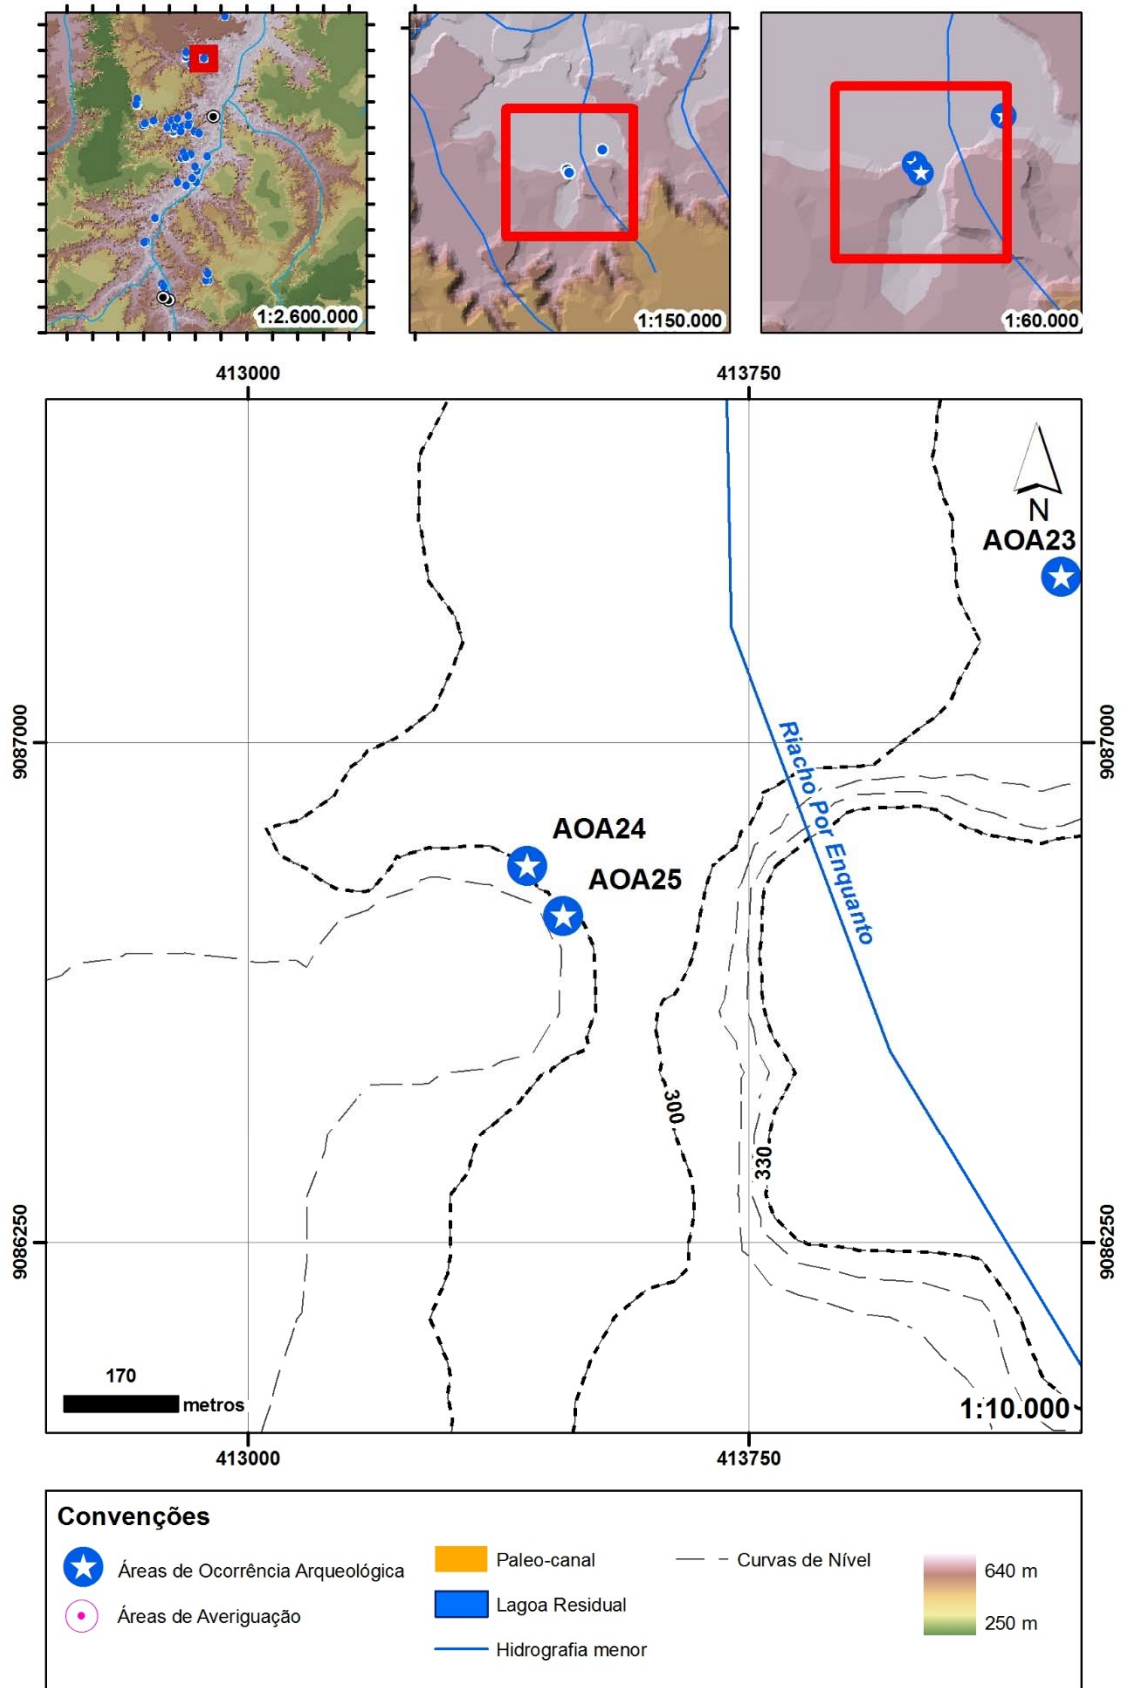 1:2.600.000
1:150.000
1:60.000
413000
413750
N
AOA23
9087000
9087000
Riacho Por Enquanto
AOA24
AOA25
300
330
9086250
9086250
170
metros
1:10.000
413000
413750
Convenções
Áreas de Ocorrência Arqueológica
Áreas de Averiguação
Paleo-canal
Lagoa Residual
Hidrografia menor
Curvas de Nível
640 m
250 m